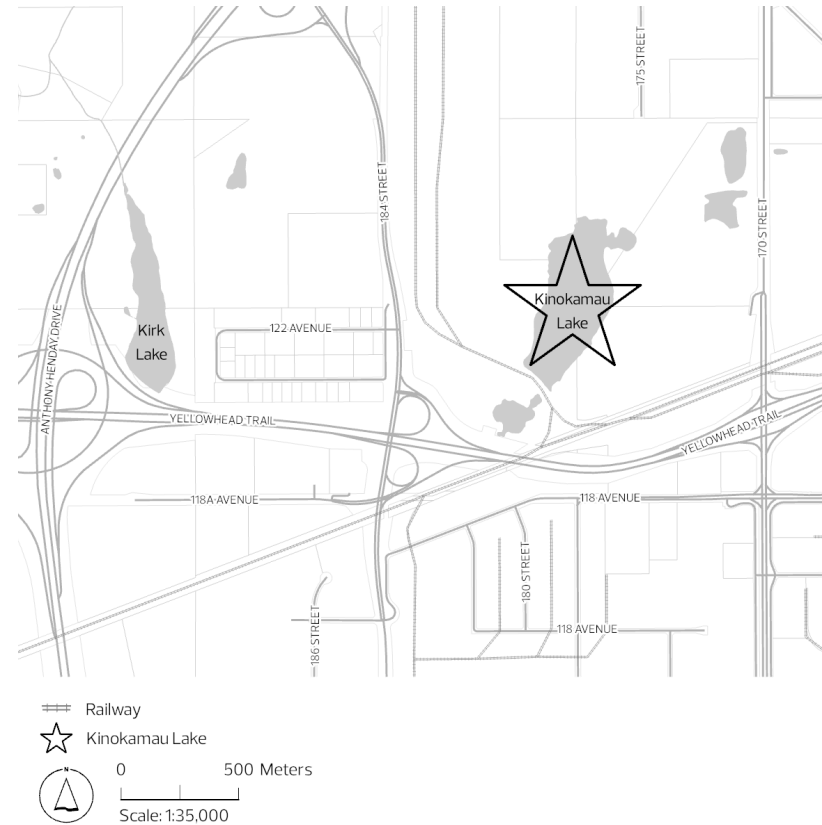 175 STREET
184 STREET
170 STREET
Kinokamau
Lake
122 AVENUE
Kirk
Lake
ANTHONY HENDAY DRIVE
YELLOWHEAD TRAIL
YELLOWHEAD TRAIL
118A AVENUE
118 AVENUE
180 STREET
186 STREET
118 AVENUE
Railway
Kinokamau Lake
N
0 500 Meters
Scale: 1:35,000